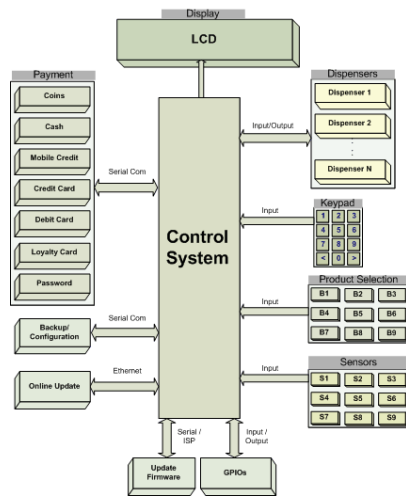 Display
LCD
Payment
Coins
Cash
Mobile Credit
Credit Card
Debit Card
Loyalty Card
Password
Serial Com
Backup/
Configuration
Serial Com
Online Update
Ethernet
Control
System
Input/Output
Dispensers
Dispenser 1
Dispenser 2
Dispenser N
Input
Keypad
1 2 3
4 5 6
7 8 9
< 0 >
Input
Product Selection
B1 B2 B3
B4 B5 B6
B7 B8 B9
Input
Sensors
S1 S2 S3
S4 S5 S6
S7 S8 S9
Serial /
ISP
Input /
Output
Update
Firmware
GPIOs